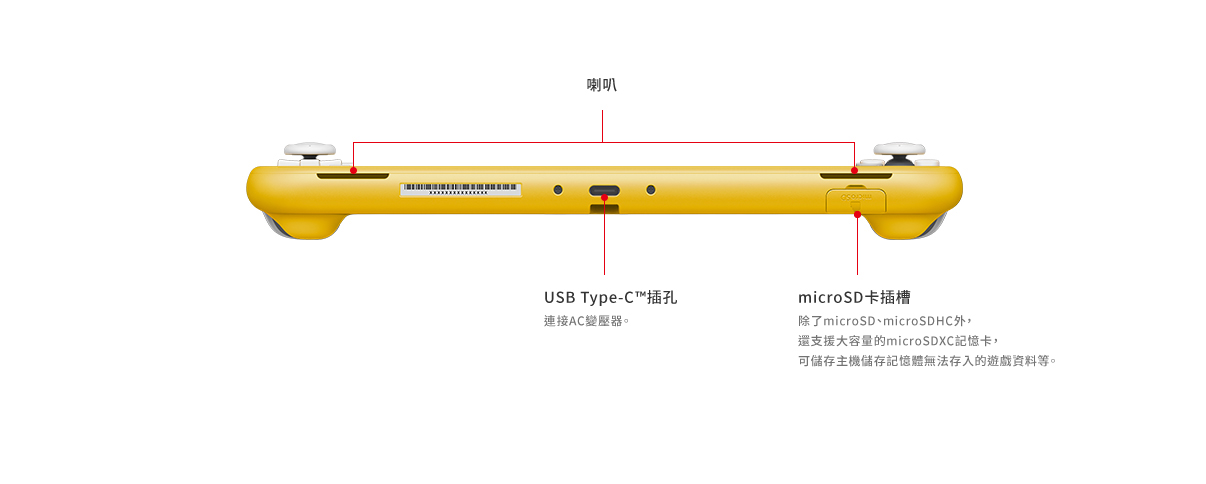 喇叭
xxxxxxxxxxxxxxx
USB Type-C™插孔
連接AC變壓器。
microSD卡插槽
除了microSD、microSDHC外，
還支援大容量的microSDXC記憶卡，
可儲存主機儲存記憶體無法存入的遊戲資料等。